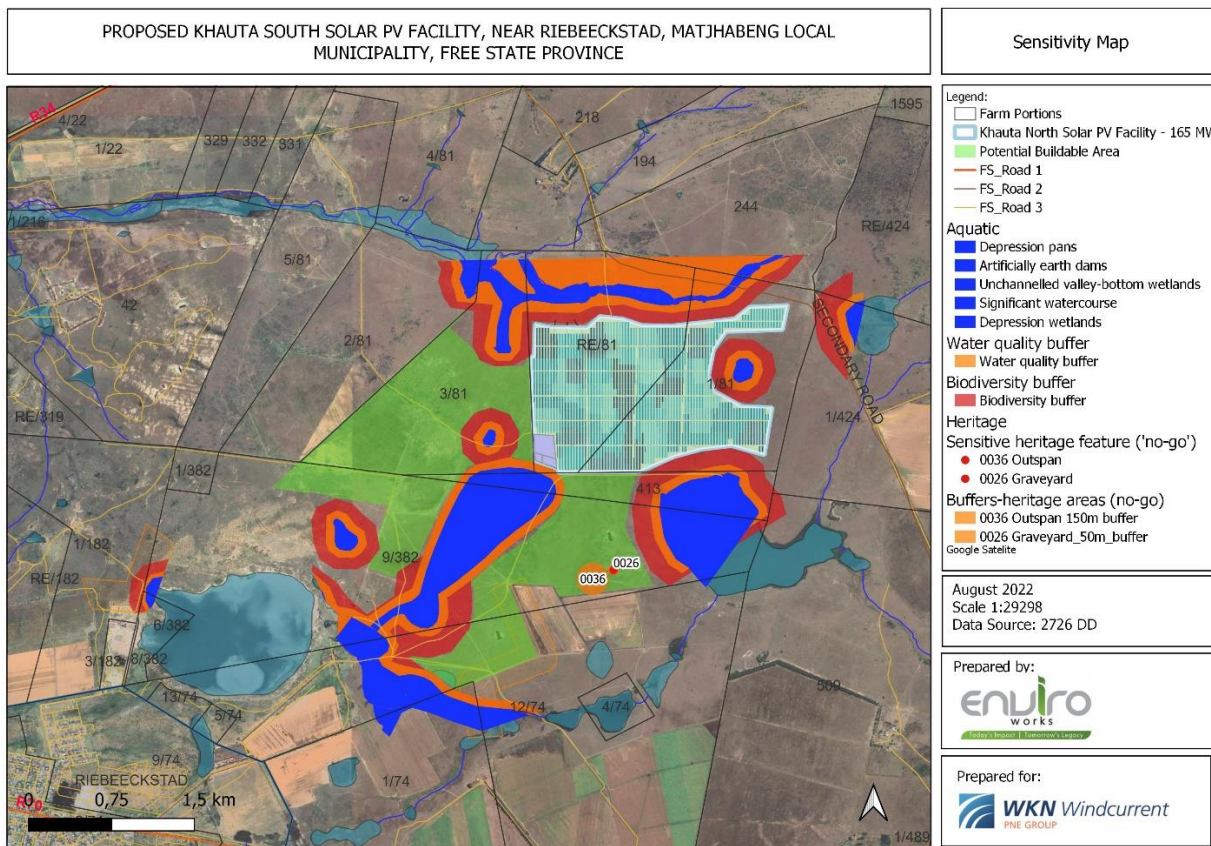 PROPOSED KHAUTA SOUTH SOLAR PV FACILITY, NEAR RIEBEECKSTAD, MATJHABENG LOCAL
MUNICIPALITY, FREE STATE PROVINCE
Sensitivity Map
R34
4/22
1/22
329
332
331
4/81
218
194
1595
244
RE/424
1/216
5/81
42
2/81
RE/81
SECONDARY ROAD
3/81
1/81
1/424
RE/319
1/382
413
1/182
9/382
0026
0036
RE/182
6/382
3/182
8/382
13/74
5/74
12/74
4/74
509
9/74
RIEBEECKSTAD
1/74
0 0,75 1,5 km
1/489
Legend:
Farm Portions
Khauta North Solar PV Facility - 165 MW
Potential Buildable Area
FS_Road 1
FS_Road 2
FS_Road 3
Aquatic
Depression pans
Artificially earth dams
Unchannelled valley-bottom wetlands
Significant watercourse
Depression wetlands
Water quality buffer
Water quality buffer
Biodiversity buffer
Biodiversity buffer
Heritage
Sensitive heritage feature ('no-go')
0036 Outspan
0026 Graveyard
Buffers-heritage areas (no-go)
0036 Outspan 150m buffer
0026 Graveyard_50m_buffer
Google Satelite
August 2022
Scale 1:29298
Data Source: 2726 DD
Prepared by:
enviro
works
Today's Impact | Tomorrow's Legacy
Prepared for:
WKN Windcurrent
PNE GROUP